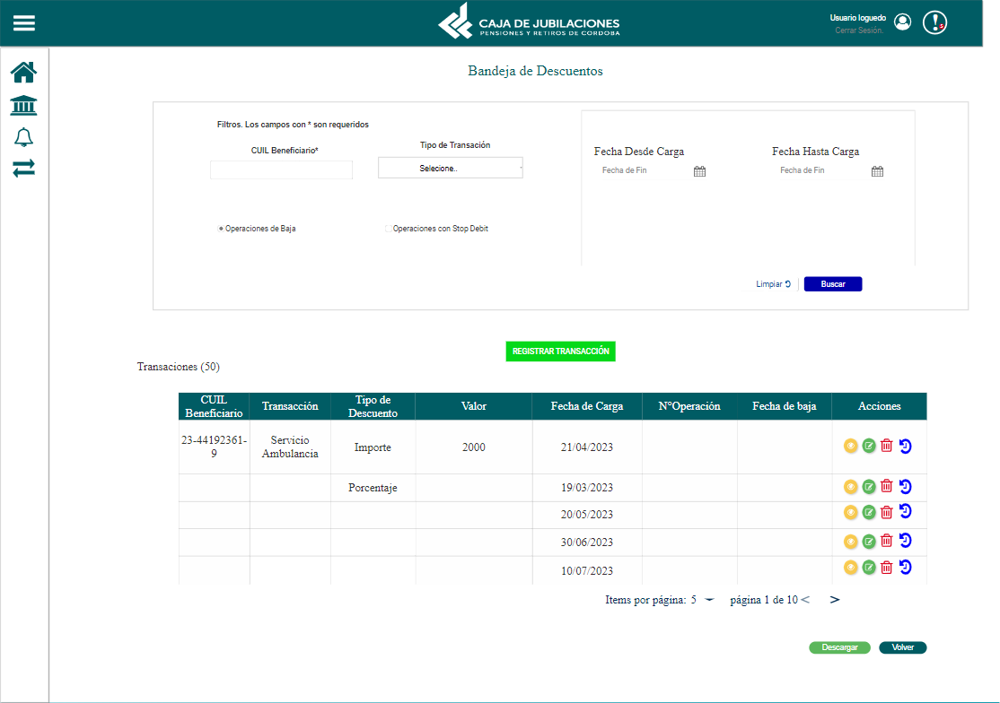 CAJA DE JUBILACIONES
PENSIONES Y RETIROS DE CORDOBA
Usuario loguedo
Cerrar Sesión.
Bandeja de Descuentos
Filtros. Los campos con * son requeridos
CUIL Beneficiario*
Tipo de Transación
Selecione..
Fecha Desde Carga
Fecha Hasta Carga
Fecha de Fin
Fecha de Fin
Operaciones de Baja
Operaciones con Stop Debit
Limpiar
Buscar
REGISTRAR TRANSACCIÓN
Transaciones (50)
CUIL Beneficiario Transacción Tipo de Descuento Valor Fecha de Carga N°Operación Fecha de baja Acciones
23-44192361-9 Servicio Ambulancia Importe 2000 21/04/2023
Porcentaje 19/03/2023
20/05/2023
30/06/2023
10/07/2023
Items por página: 5 página 1 de 10 < >
Descargar Volver